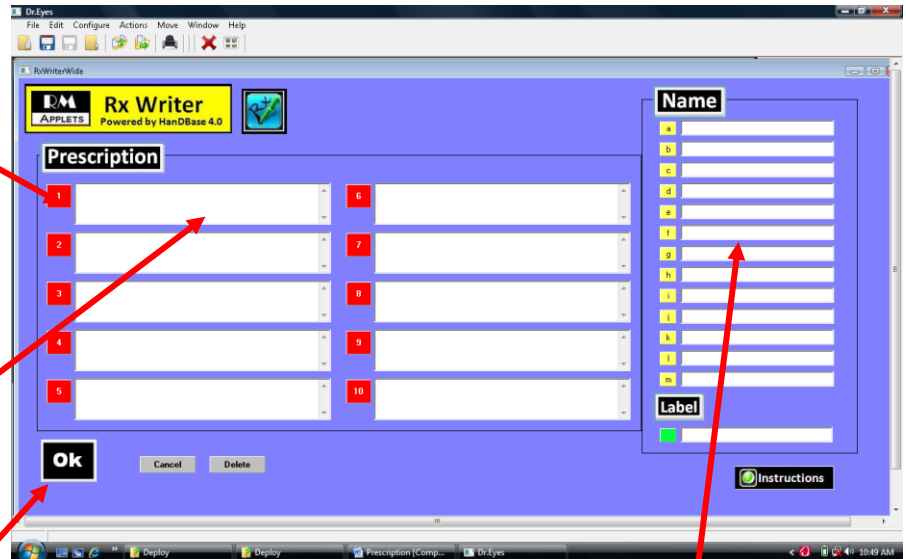 Dr.Eyes
File Edit Configure Actions Move Window Help
RxWriterWide
RM APPLETS
Rx Writer
Powered by HanDBase 4.0
Name
Prescription
a
b
c
d
e
f
g
h
i
j
k
l
m
1 6
2 7
3 8
4 9
5 10
Label
Ok Cancel Delete
Instructions
Deploy Deploy Prescription [Comp... Dr.Eyes 10:49 AM